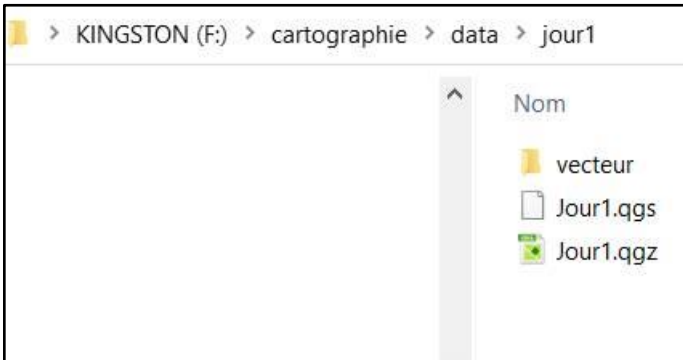 > KINGSTON (F:) > cartographie > data > jour1
Nom
vecteur
Jour1.qgs
Jour1.qgz